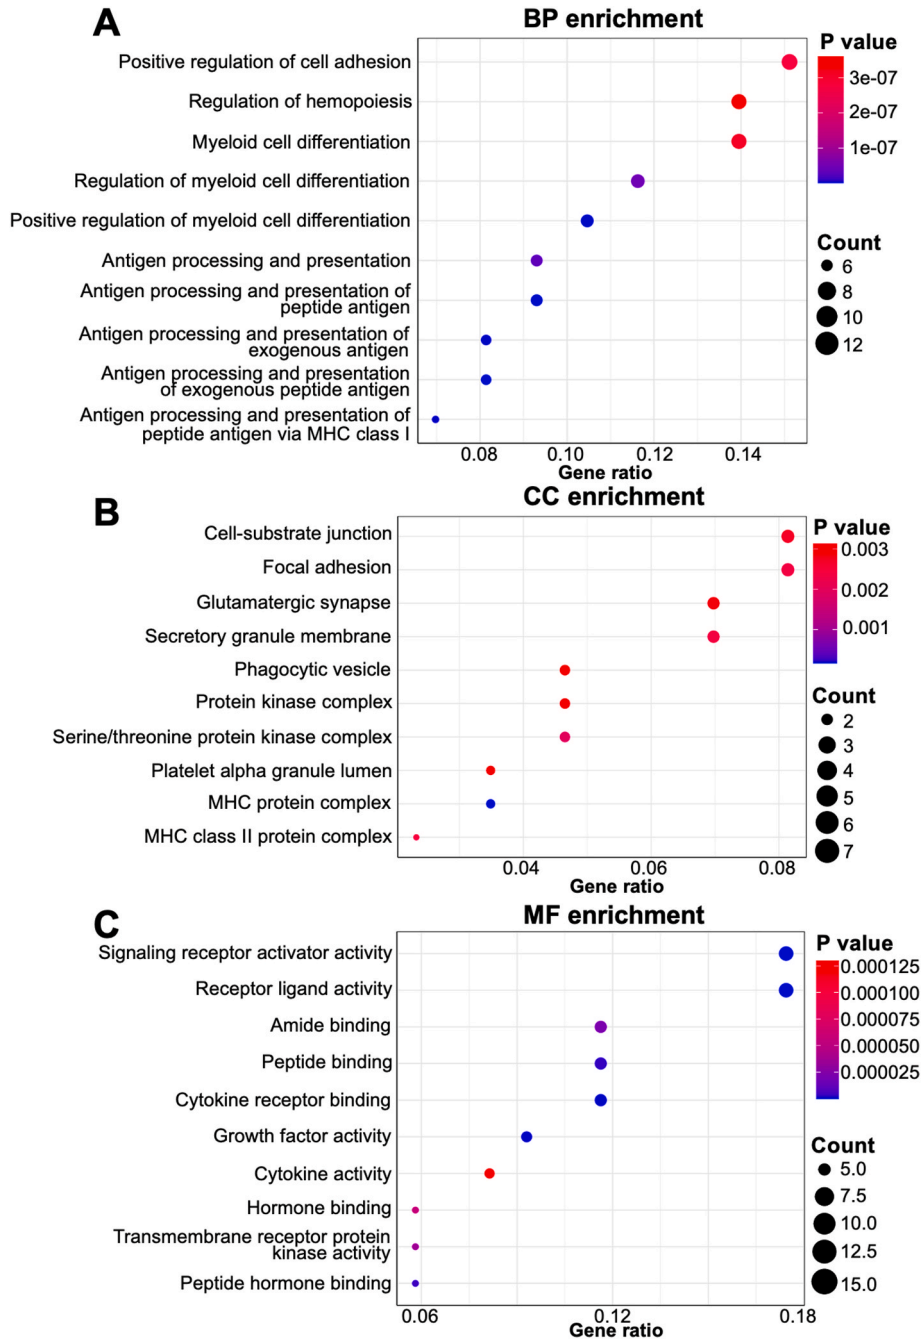 A
BP enrichment
Positive regulation of cell adhesion
Regulation of hemopoiesis
Myeloid cell differentiation
Regulation of myeloid cell differentiation
Positive regulation of myeloid cell differentiation
Antigen processing and presentation
Antigen processing and presentation of
peptide antigen
Antigen processing and presentation of
exogenous antigen
Antigen processing and presentation
of exogenous peptide antigen
Antigen processing and presentation of
peptide antigen via MHC class I
0.08 0.10 0.12 0.14
Gene ratio
P value
3e-07
2e-07
1e-07
Count
6
8
10
12
B
CC enrichment
Cell-substrate junction
Focal adhesion
Glutamatergic synapse
Secretory granule membrane
Phagocytic vesicle
Protein kinase complex
Serine/threonine protein kinase complex
Platelet alpha granule lumen
MHC protein complex
MHC class II protein complex
0.04 0.06 0.08
Gene ratio
P value
0.003
0.002
0.001
Count
2
3
4
5
6
7
C
MF enrichment
Signaling receptor activator activity
Receptor ligand activity
Amide binding
Peptide binding
Cytokine receptor binding
Growth factor activity
Cytokine activity
Hormone binding
Transmembrane receptor protein
kinase activity
Peptide hormone binding
0.06 0.12 0.18
Gene ratio
P value
0.000125
0.000100
0.000075
0.000050
0.000025
Count
5.0
7.5
10.0
12.5
15.0